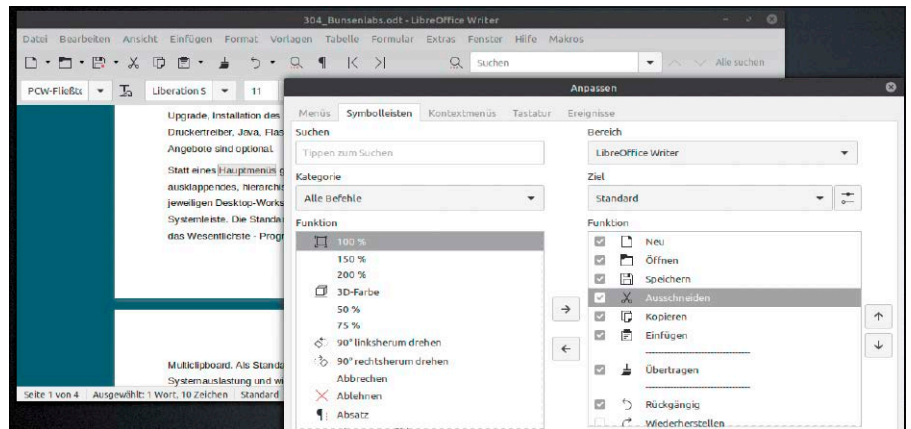 304_Bunsenlabs.odt - LibreOffice Writer
Datei Bearbeiten Ansicht Einfügen Format Vorlagen Tabelle Formular Extras Fenster Hilfe Makros
Suchen Alle suchen
PCW-Fließtε Liberation S 11
Upgrade, Installation des
Druckertreiber, Java, Flas
Angebote sind optional.
Statt eines Hauptmenüs g
ausklappendes, hierarchis
jeweiligen Desktop-Works
Systemleiste. Die Standa
das Wesentlichste - Progr
Multiclipboard. Als Standa
Systemauslastung und wi
Seite 1 von 4 Ausgewählt: 1 Wort, 10 Zeichen Standard
Anpassen
Menüs Symbolleisten Kontextmenüs Tastatur Ereignisse
Suchen
Tippen zum Suchen
Kategorie
Alle Befehle
Funktion
100 %
150 %
200 %
3D-Farbe
50 %
75 %
90° linksherum drehen
90° rechtsherum drehen
Abbrechen
Ablehnen
Absatz
Bereich
LibreOffice Writer
Ziel
Standard
Funktion
Neu
Öffnen
Speichern
Ausschneiden
Kopieren
Einfügen
Übertragen
Rückgängig
Wiederherstellen